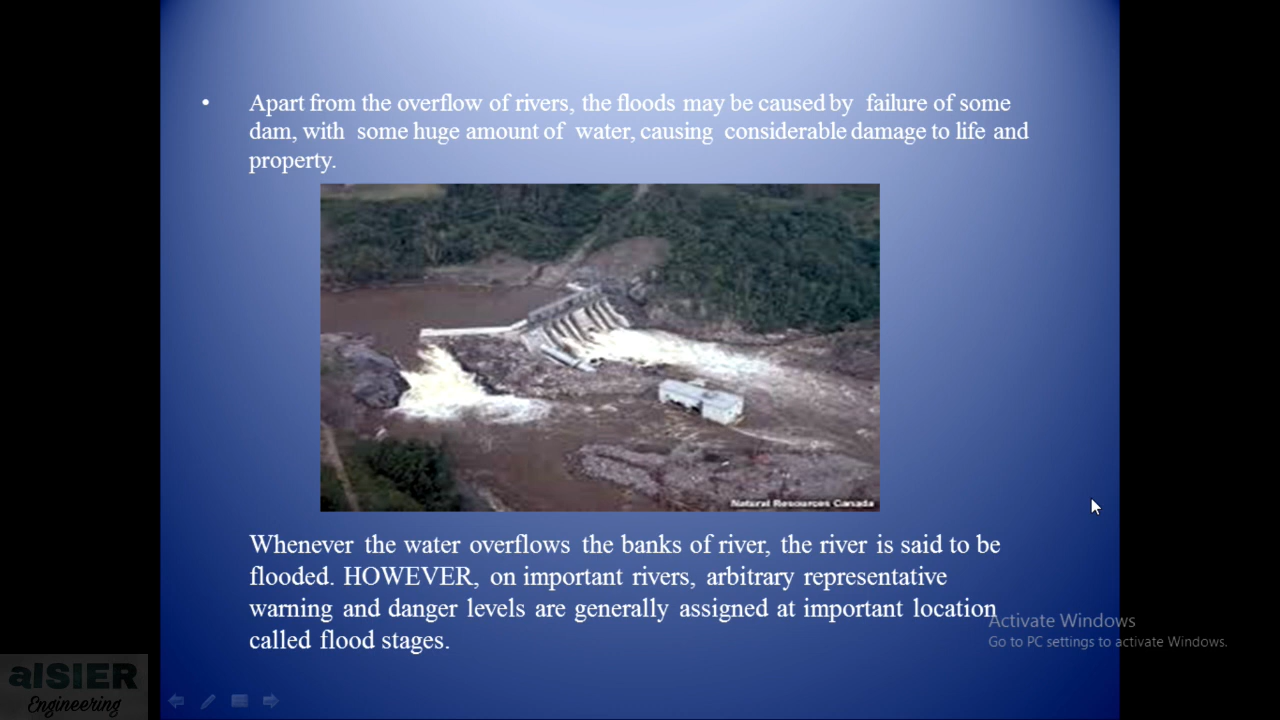 • Apart from the overflow of rivers, the floods may be caused by failure of some
dam, with some huge amount of water, causing considerable damage to life and
property.
Natural Resources Canada
Whenever the water overflows the banks of river, the river is said to be
flooded. HOWEVER, on important rivers, arbitrary representative
warning and danger levels are generally assigned at important location
called flood stages.
Activate Windows
Go to PC settings to activate Windows.
aISIER
Engineering